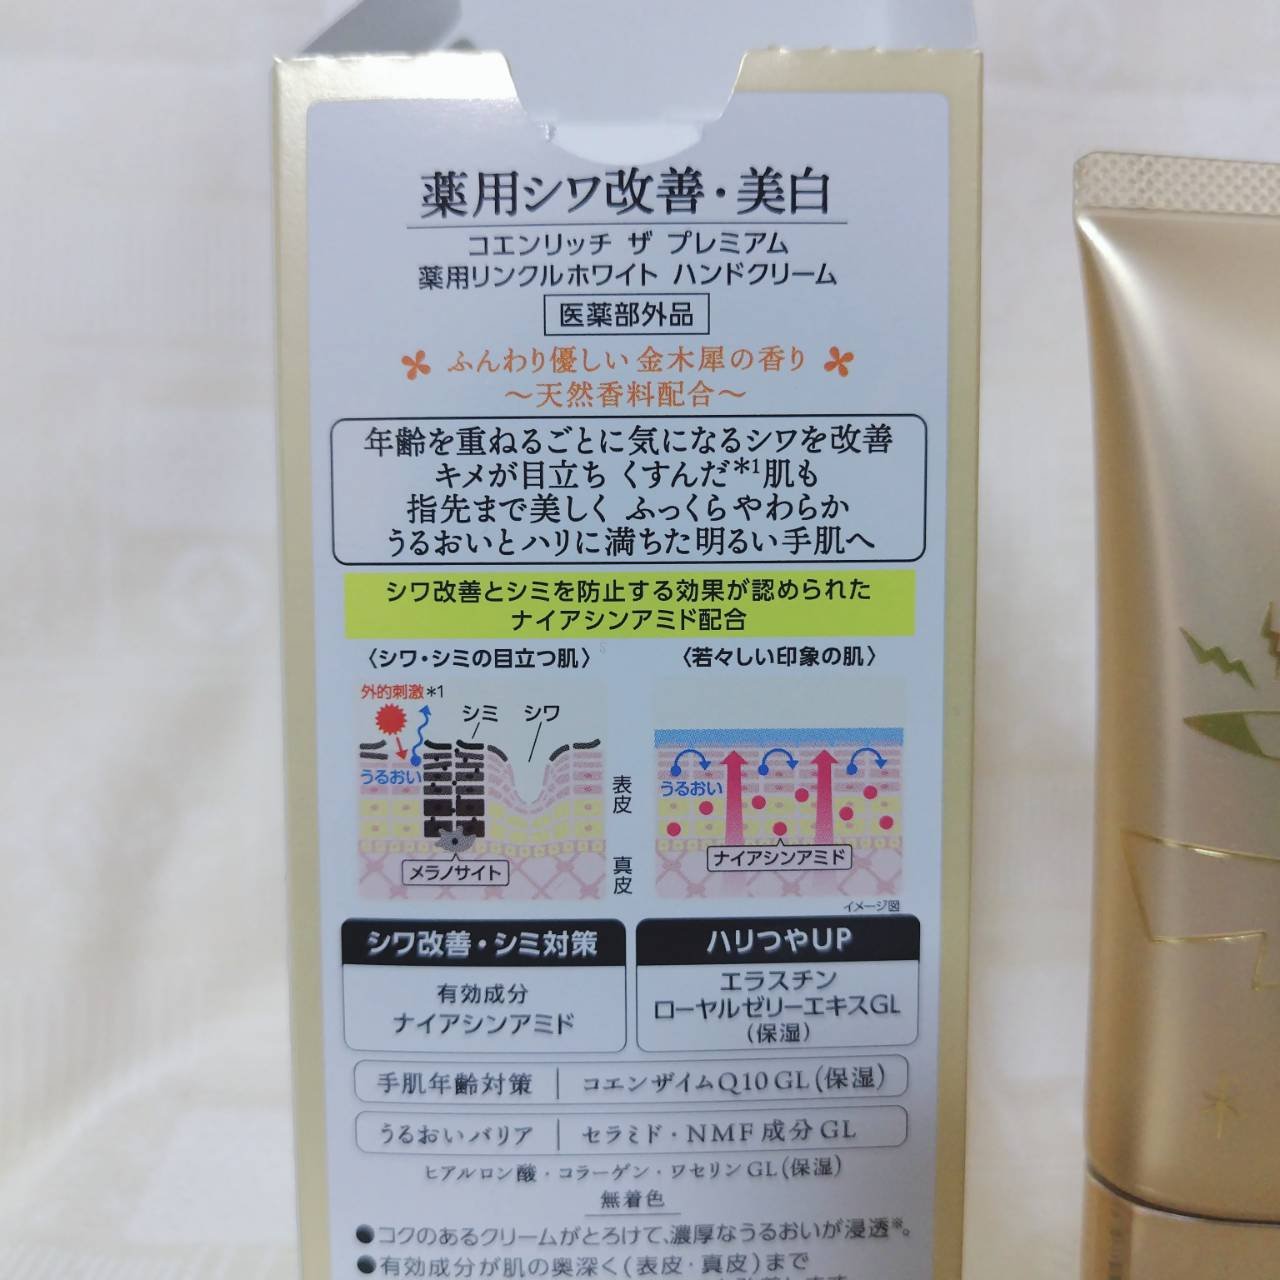 薬用シワ改善・美白
コエンリッチ ザ プレミアム
薬用リンクルホワイト ハンドクリーム
医薬部外品
ふんわり優しい 金木犀の香り
～天然香料配合～
年齢を重ねるごとに気になるシワを改善
キメが目立ち くすんだ*1肌も
指先まで美しく ふっくらやわらか
うるおいとハリに満ちた明るい手肌へ
シワ改善とシミを防止する効果が認められた
ナイアシンアミド配合
〈シワ・シミの目立つ肌〉
外的刺激*1
シミ
シワ
うるおい
メラノサイト
表皮
真皮
〈若々しい印象の肌〉
うるおい
ナイアシンアミド
イメージ図
シワ改善・シミ対策
有効成分
ナイアシンアミド
ハリつやUP
エラスチン
ローヤルゼリーエキスGL
(保湿)
手肌年齢対策 | コエンザイムQ10 GL(保湿)
うるおいバリア | セラミド・NMF 成分 GL
ヒアルロン酸・コラーゲン・ワセリン GL(保湿)
無着色
●コクのあるクリームがとろけて、濃厚なうるおいが浸透※。
●有効成分が肌の奥深く(表皮・真皮)まで